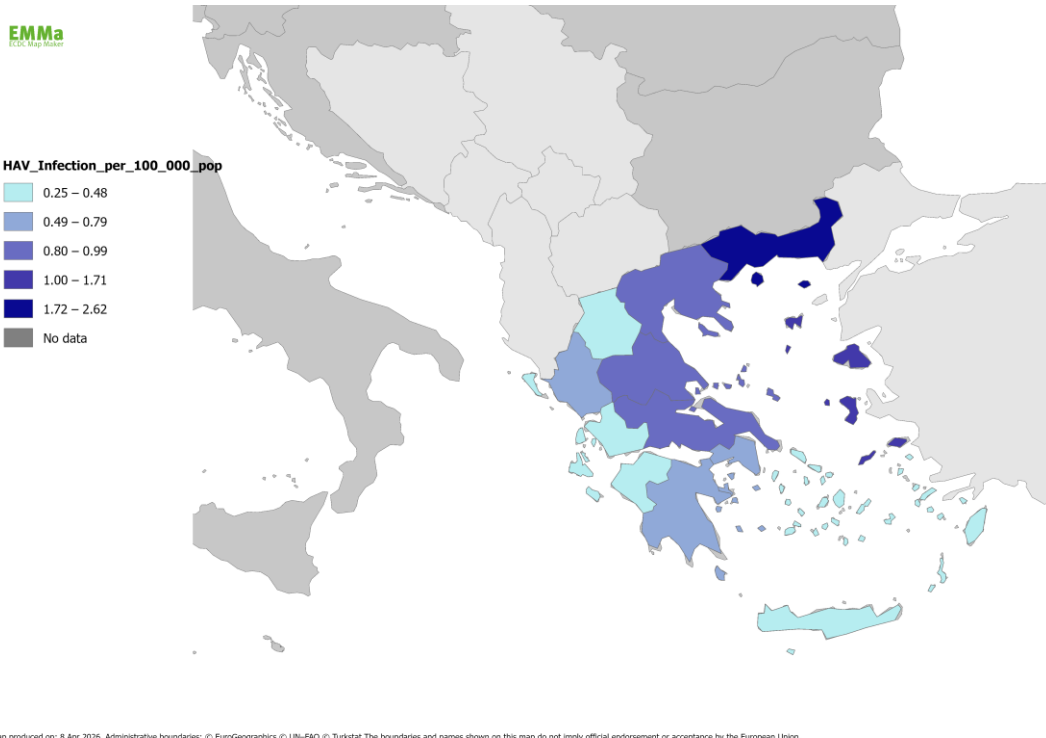 EMMa
ECDC Map Maker
HAV_Infection_per_100_000_pop
0.25 – 0.48
0.49 – 0.79
0.80 – 0.99
1.00 – 1.71
1.72 – 2.62
No data
produced on: 8 Apr 2026. Administrative boundaries: © EuroGeographics © UN–FAO © Turkstat.The boundaries and names shown on this map do not imply official endorsement or acceptance by the European Union